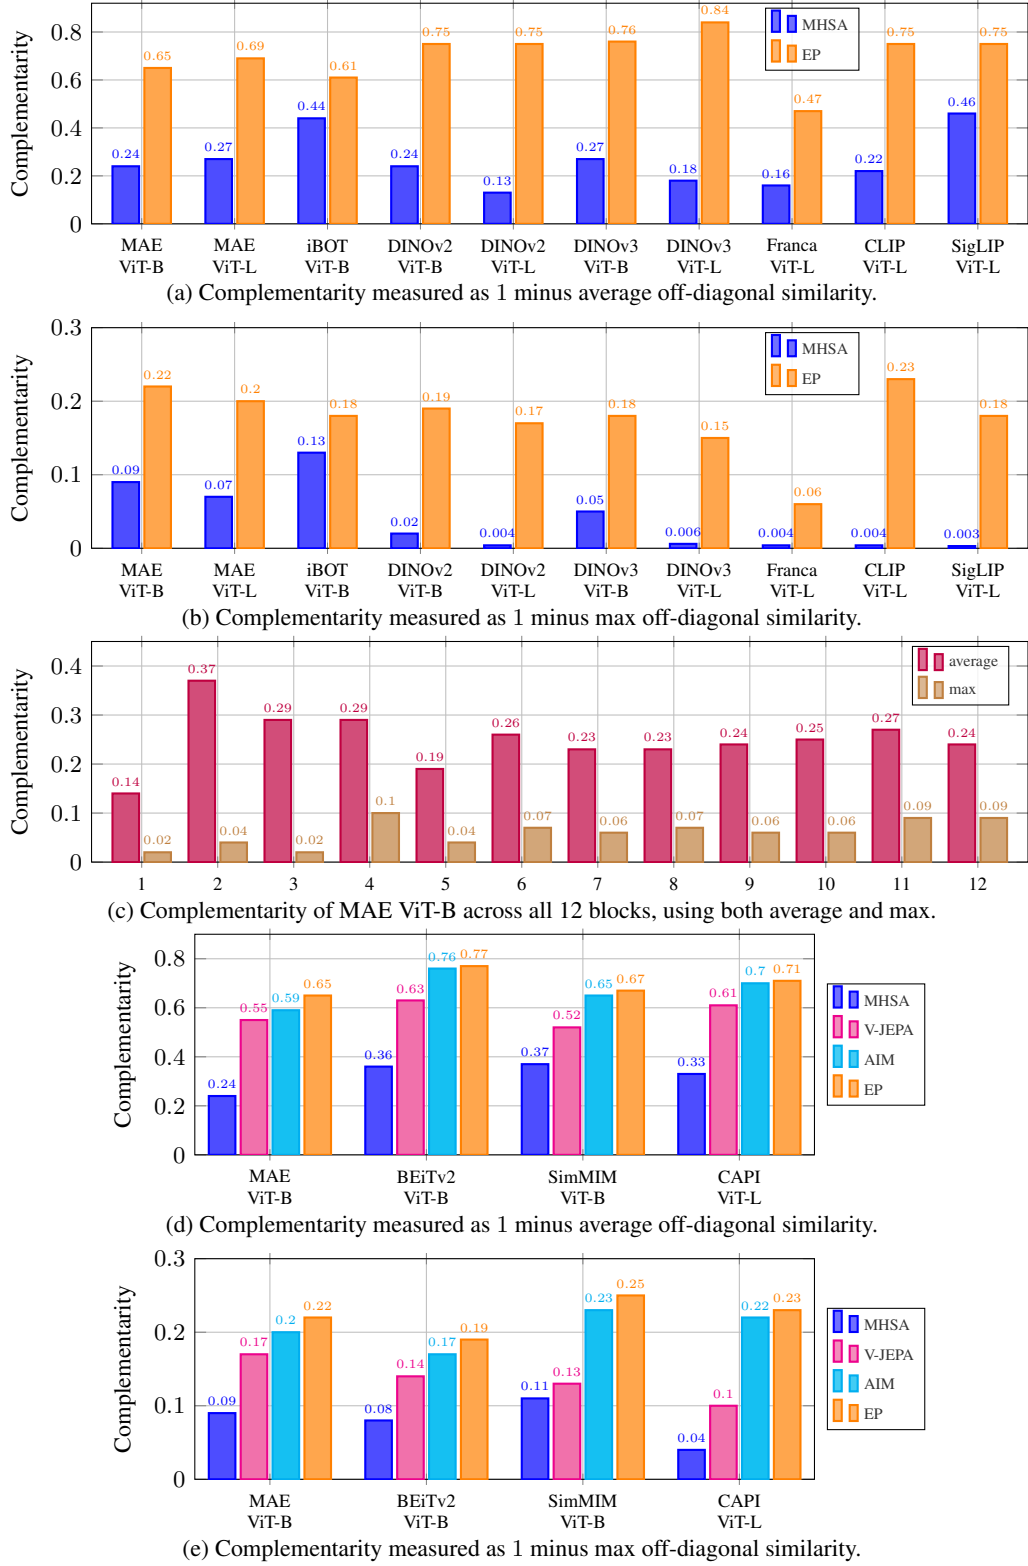 Complementarity
0.8
0.6
0.4
0.2
0
0.24 0.27 0.44 0.24 0.13 0.27 0.18 0.16 0.22 0.46
0.65 0.69 0.61 0.75 0.75 0.76 0.84 0.47 0.75 0.75
MHSA
EP
MAE ViT-B
MAE ViT-L
iBOT ViT-B
DINOv2 ViT-B
DINOv2 ViT-L
DINOv3 ViT-B
DINOv3 ViT-L
Franca ViT-L
CLIP ViT-L
SigLIP ViT-L
(a) Complementarity measured as 1 minus average off-diagonal similarity.
Complementarity
0.3
0.2
0.1
0
0.09 0.07 0.13 0.02 0.004 0.05 0.006 0.004 0.004 0.003
0.22 0.2 0.18 0.19 0.17 0.18 0.15 0.06 0.23 0.18
MHSA
EP
MAE ViT-B
MAE ViT-L
iBOT ViT-B
DINOv2 ViT-B
DINOv2 ViT-L
DINOv3 ViT-B
DINOv3 ViT-L
Franca ViT-L
CLIP ViT-L
SigLIP ViT-L
(b) Complementarity measured as 1 minus max off-diagonal similarity.
Complementarity
0.4
0.3
0.2
0.1
0
0.14 0.37 0.29 0.29 0.19 0.26 0.23 0.23 0.24 0.25 0.27 0.24
0.02 0.04 0.02 0.1 0.04 0.07 0.06 0.07 0.06 0.06 0.09 0.09
average
max
1 2 3 4 5 6 7 8 9 10 11 12
(c) Complementarity of MAE ViT-B across all 12 blocks, using both average and max.
Complementarity
0.8
0.6
0.4
0.2
0
0.24 0.55 0.59 0.65
0.36 0.63 0.76 0.77
0.37 0.52 0.65 0.67
0.33 0.61 0.7 0.71
MHSA
V-JEPA
AIM
EP
MAE ViT-B
BEiTv2 ViT-B
SimMIM ViT-B
CAPI ViT-L
(d) Complementarity measured as 1 minus average off-diagonal similarity.
Complementarity
0.3
0.2
0.1
0
0.09 0.17 0.2 0.22
0.08 0.14 0.17 0.19
0.11 0.13 0.23 0.25
0.04 0.1 0.22 0.23
MHSA
V-JEPA
AIM
EP
MAE ViT-B
BEiTv2 ViT-B
SimMIM ViT-B
CAPI ViT-L
(e) Complementarity measured as 1 minus max off-diagonal similarity.